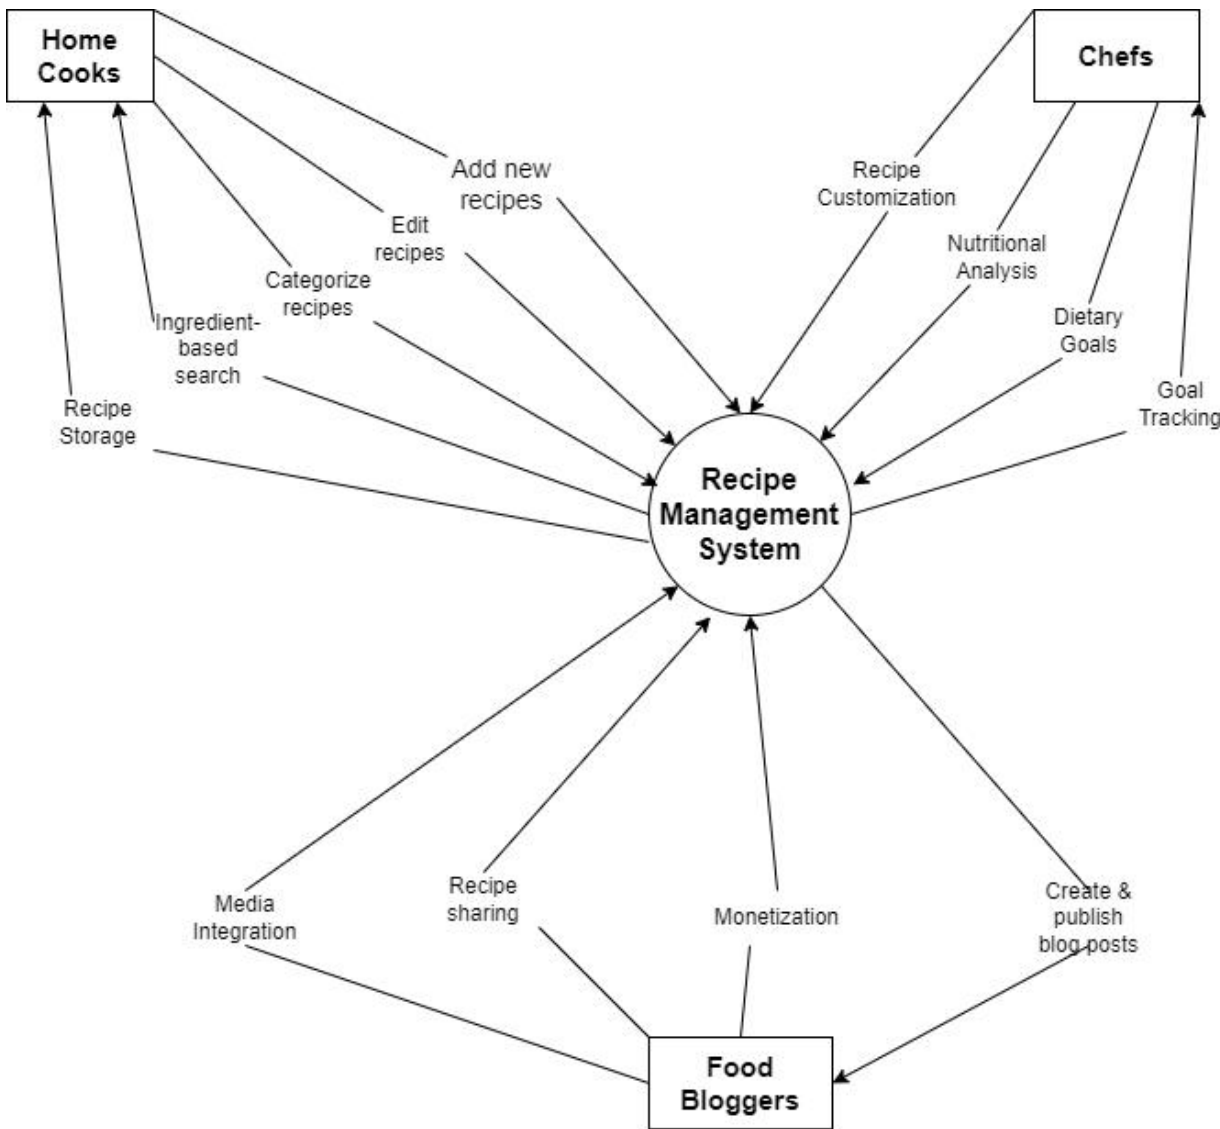 Home
Cooks
Chefs
Add new
recipes
Recipe
Customization
Edit
recipes
Nutritional
Analysis
Categorize
recipes
Ingredient-
based
search
Dietary
Goals
Recipe
Storage
Goal
Tracking
Recipe
Management
System
Media
Integration
Recipe
sharing
Monetization
Create &
publish
blog posts
Food
Bloggers